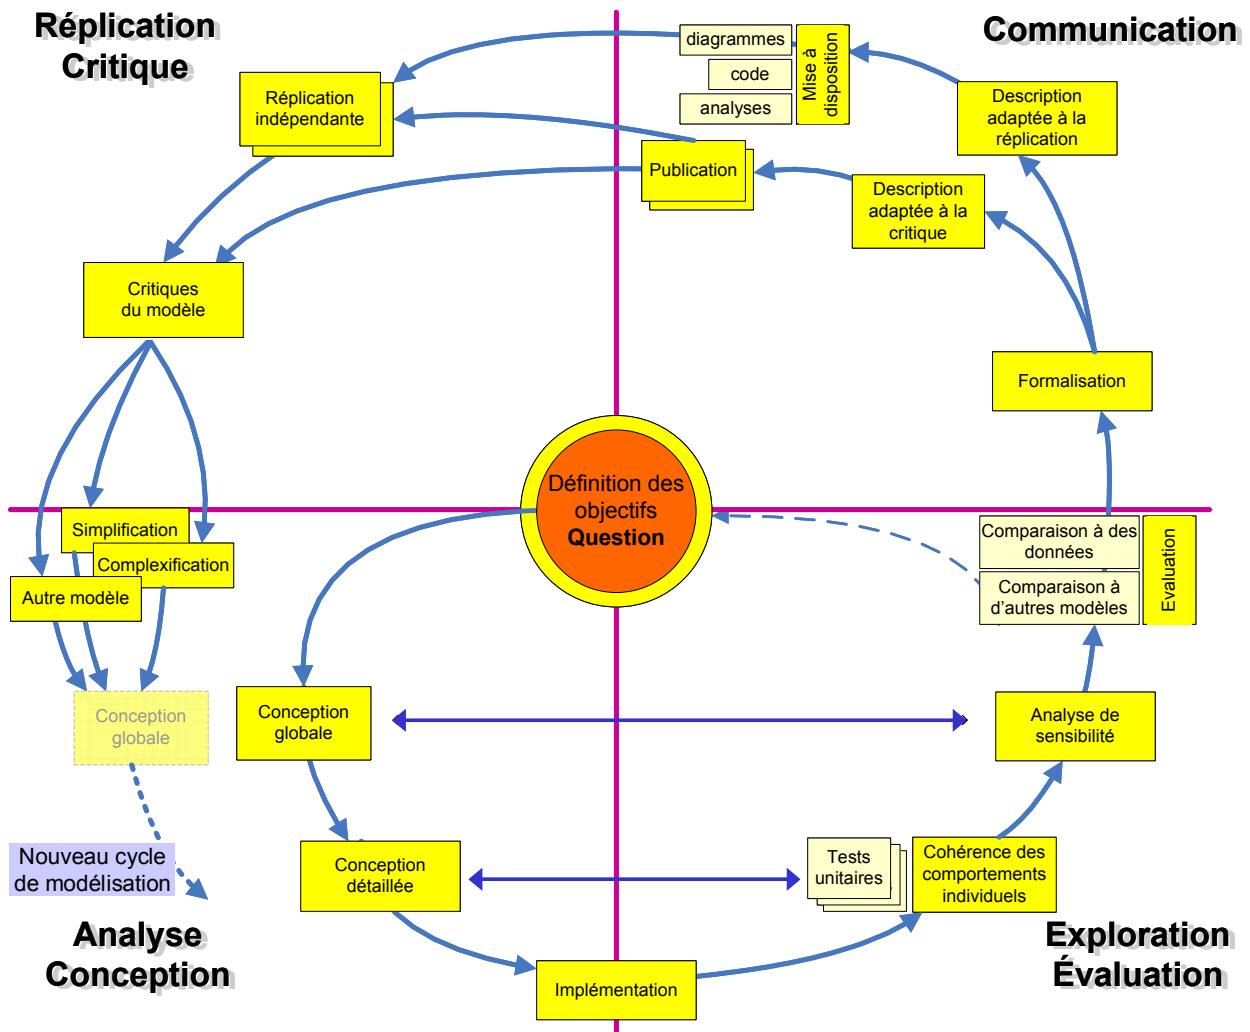 Réplication
Critique
Communication
diagrammes
code
analyses
Mise à
disposition
Description
adaptée à la
réplication
Réplication
indépendante
Publication
Description
adaptée à la
critique
Critiques
du modèle
Formalisation
Définition des
objectifs
Question
Simplification
Complexification
Autre modèle
Comparaison à des
données
Comparaison à
d'autres modèles
Evaluation
Conception
globale
Conception
globale
Analyse de
sensibilité
Nouveau cycle
de modélisation
Conception
détaillée
Tests
unitaires
Cohérence des
comportements
individuels
Analyse
Conception
Implémentation
Exploration
Évaluation